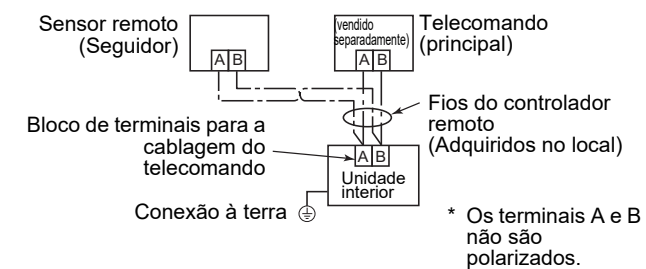 Sensor remoto
(Seguidor)
A B
(vendido
separadamente)
A B
Telecomando
(principal)
Fios do controlador
remoto
(Adquiridos no local)
Bloco de terminais para a
cablagem do
telecomando
A B
Unidade
interior
Conexão à terra
* Os terminais A e B
não são
polarizados.